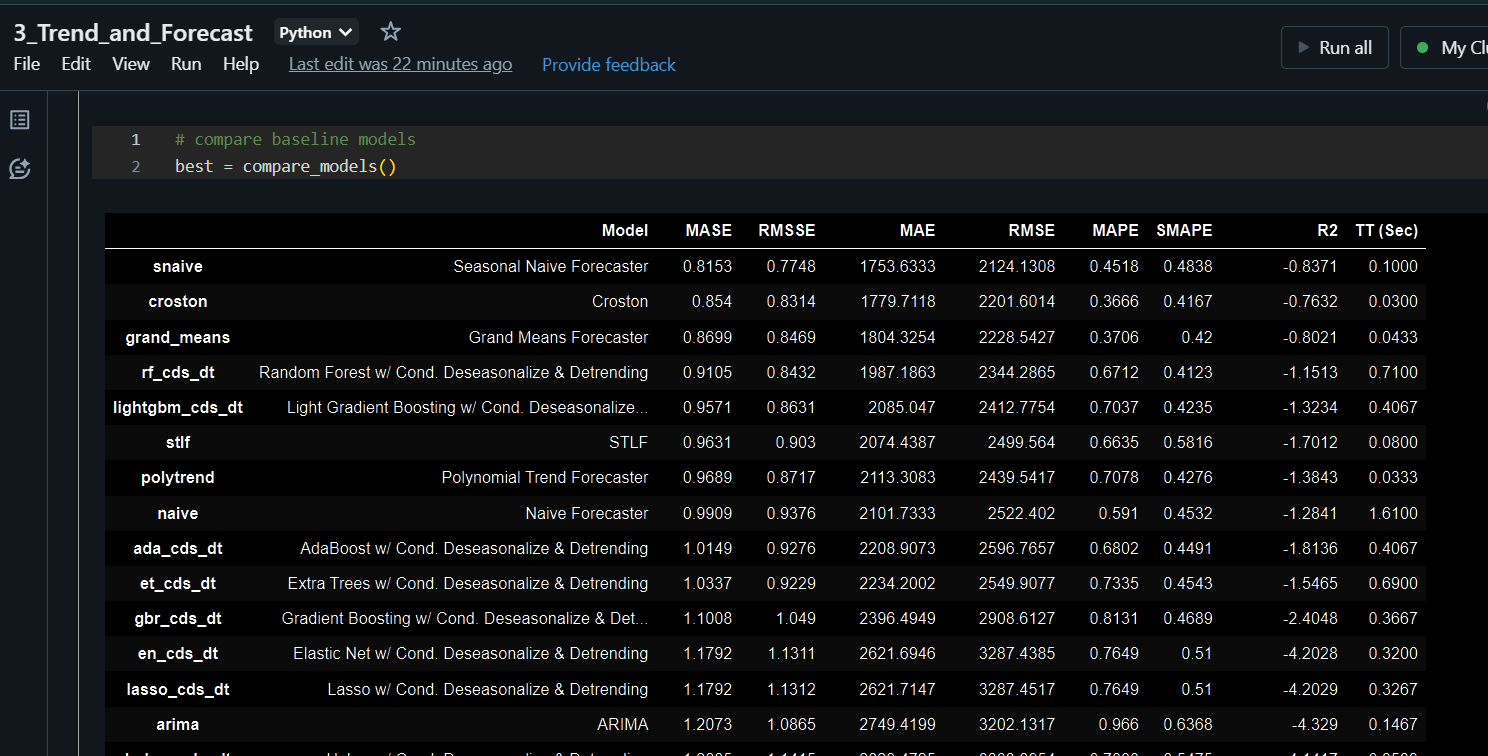 3_Trend_and_Forecast Python
Run all My Cl
File Edit View Run Help Last edit was 22 minutes ago Provide feedback
1 # compare baseline models
2 best = compare_models()
Model MASE RMSSE MAE RMSE MAPE SMAPE R2 TT (Sec)
snaive Seasonal Naive Forecaster 0.8153 0.7748 1753.6333 2124.1308 0.4518 0.4838 -0.8371 0.1000
croston Croston 0.854 0.8314 1779.7118 2201.6014 0.3666 0.4167 -0.7632 0.0300
grand_means Grand Means Forecaster 0.8699 0.8469 1804.3254 2228.5427 0.3706 0.42 -0.8021 0.0433
rf_cds_dt Random Forest w/ Cond. Deseasonalize & Detrending 0.9105 0.8432 1987.1863 2344.2865 0.6712 0.4123 -1.1513 0.7100
lightgbm_cds_dt Light Gradient Boosting w/ Cond. Deseasonalize... 0.9571 0.8631 2085.047 2412.7754 0.7037 0.4235 -1.3234 0.4067
stlf STLF 0.9631 0.903 2074.4387 2499.564 0.6635 0.5816 -1.7012 0.0800
polytrend Polynomial Trend Forecaster 0.9689 0.8717 2113.3083 2439.5417 0.7078 0.4276 -1.3843 0.0333
naive Naive Forecaster 0.9909 0.9376 2101.7333 2522.402 0.591 0.4532 -1.2841 1.6100
ada_cds_dt AdaBoost w/ Cond. Deseasonalize & Detrending 1.0149 0.9276 2208.9073 2596.7657 0.6802 0.4491 -1.8136 0.4067
et_cds_dt Extra Trees w/ Cond. Deseasonalize & Detrending 1.0337 0.9229 2234.2002 2549.9077 0.7335 0.4543 -1.5465 0.6900
gbr_cds_dt Gradient Boosting w/ Cond. Deseasonalize & Det... 1.1008 1.049 2396.4949 2908.6127 0.8131 0.4689 -2.4048 0.3667
en_cds_dt Elastic Net w/ Cond. Deseasonalize & Detrending 1.1792 1.1311 2621.6946 3287.4385 0.7649 0.51 -4.2028 0.3200
lasso_cds_dt Lasso w/ Cond. Deseasonalize & Detrending 1.1792 1.1312 2621.7147 3287.4517 0.7649 0.51 -4.2029 0.3267
arima ARIMA 1.2073 1.0865 2749.4199 3202.1317 0.966 0.6368 -4.329 0.1467